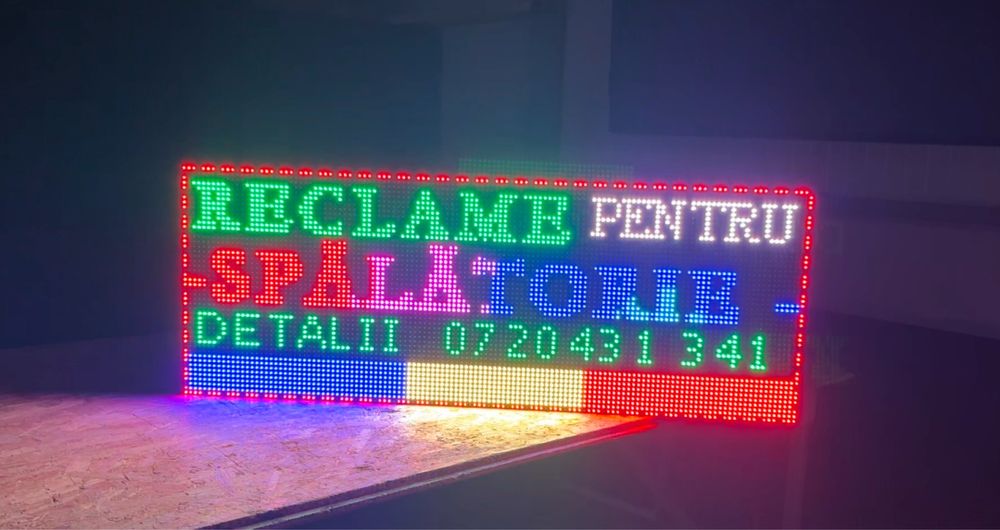 RECLAME PENTRU
-SPĂLĂTORIE -
DETALII 0720431341